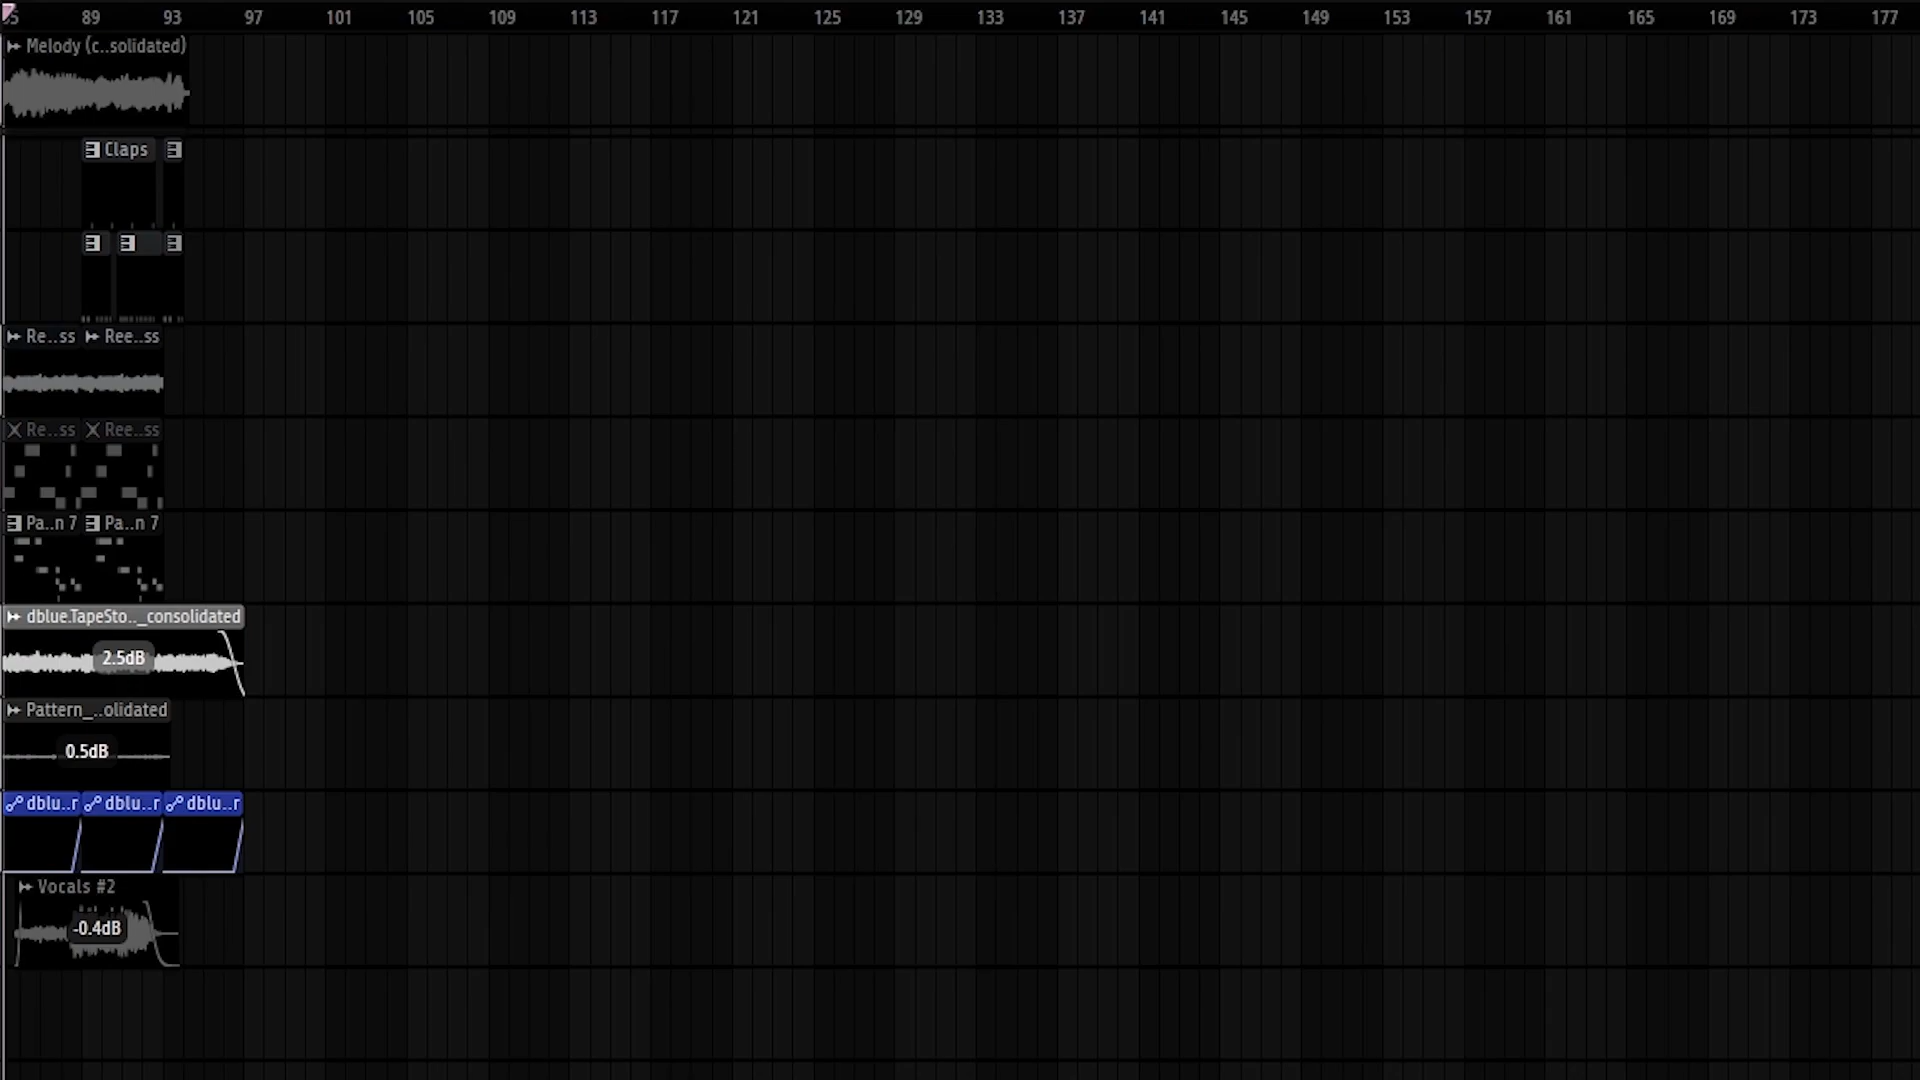 89 93 97 101 105 109 113 117 121 125 129 133 137 141 145 149 153 157 161 165 169 173 177
Melody (c..solidated)
Claps
Re..ss Ree..ss
Re..ss Ree..ss
Pa..n 7 Pa..n 7
dblue.TapeSto.._consolidated
2.5dB
Pattern_..olidated
0.5dB
dblu..r dblu..r dblu..r
Vocals #2
-0.4dB